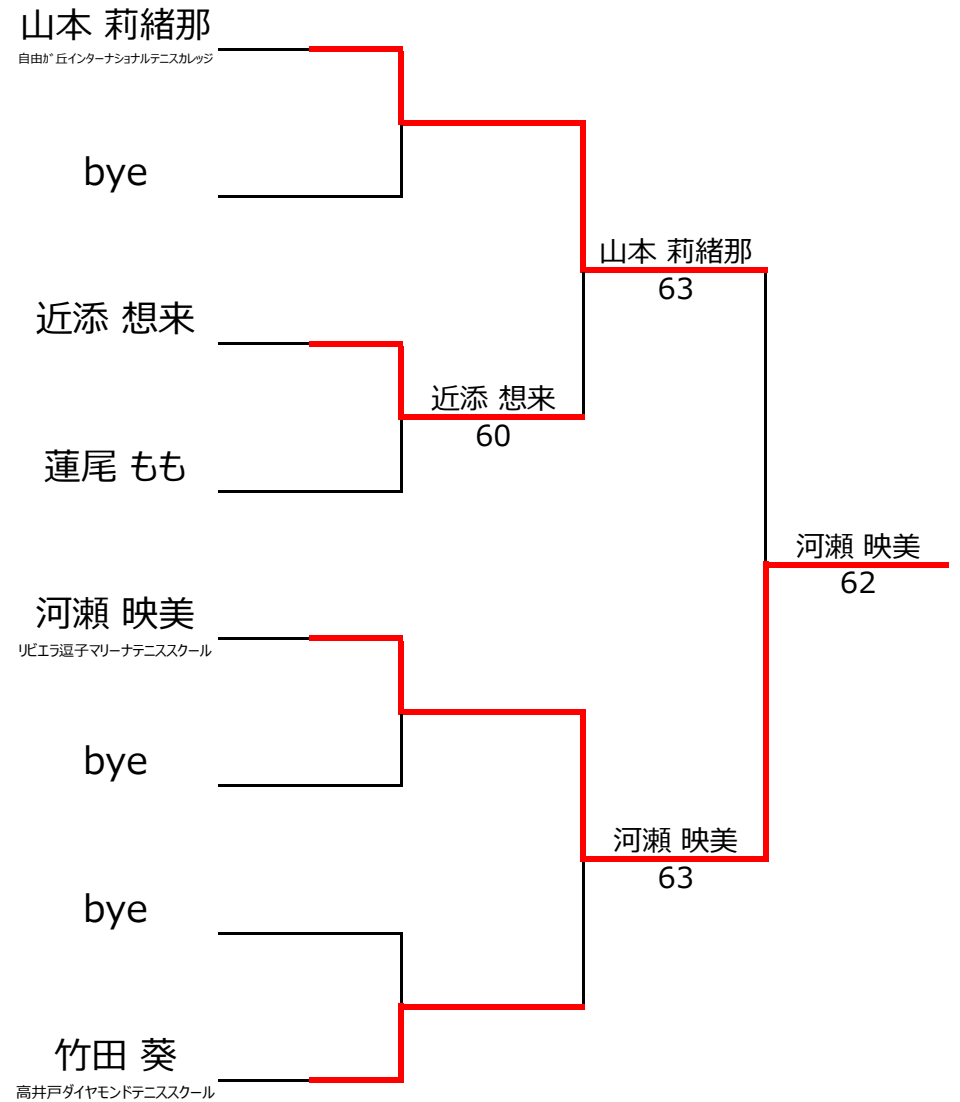 山本 莉緒那
自由が丘インターナショナルテニスカレッジ
bye
山本 莉緒那
63
近添 想来
近添 想来
60
蓮尾 もも
河瀬 映美
62
河瀬 映美
リビエラ逗子マリーナテニススクール
bye
河瀬 映美
63
bye
竹田 葵
高井戸ダイヤモンドテニススクール